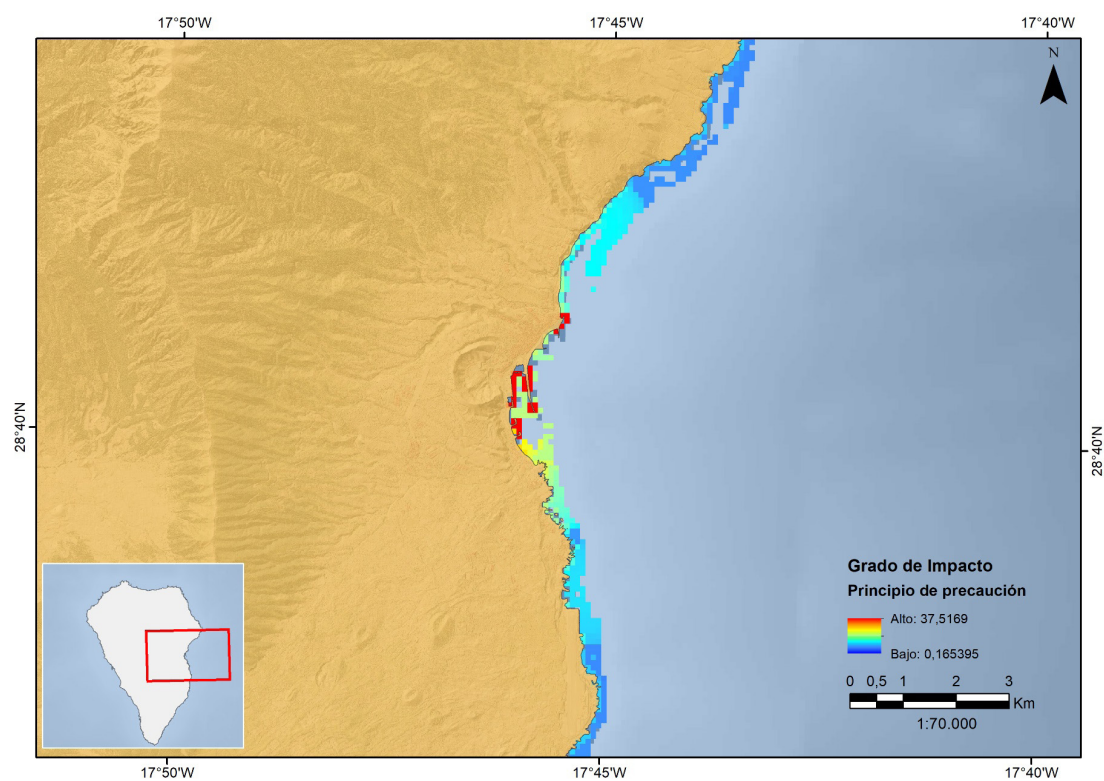 17°50'W
17°45'W
17°40'W
N
28°40'N
28°40'N
Grado de Impacto
Principio de precaución
Alto: 37,5169
Bajo: 0,165395
0 0,5 1 2 3
Km
1:70.000
17°50'W
17°45'W
17°40'W